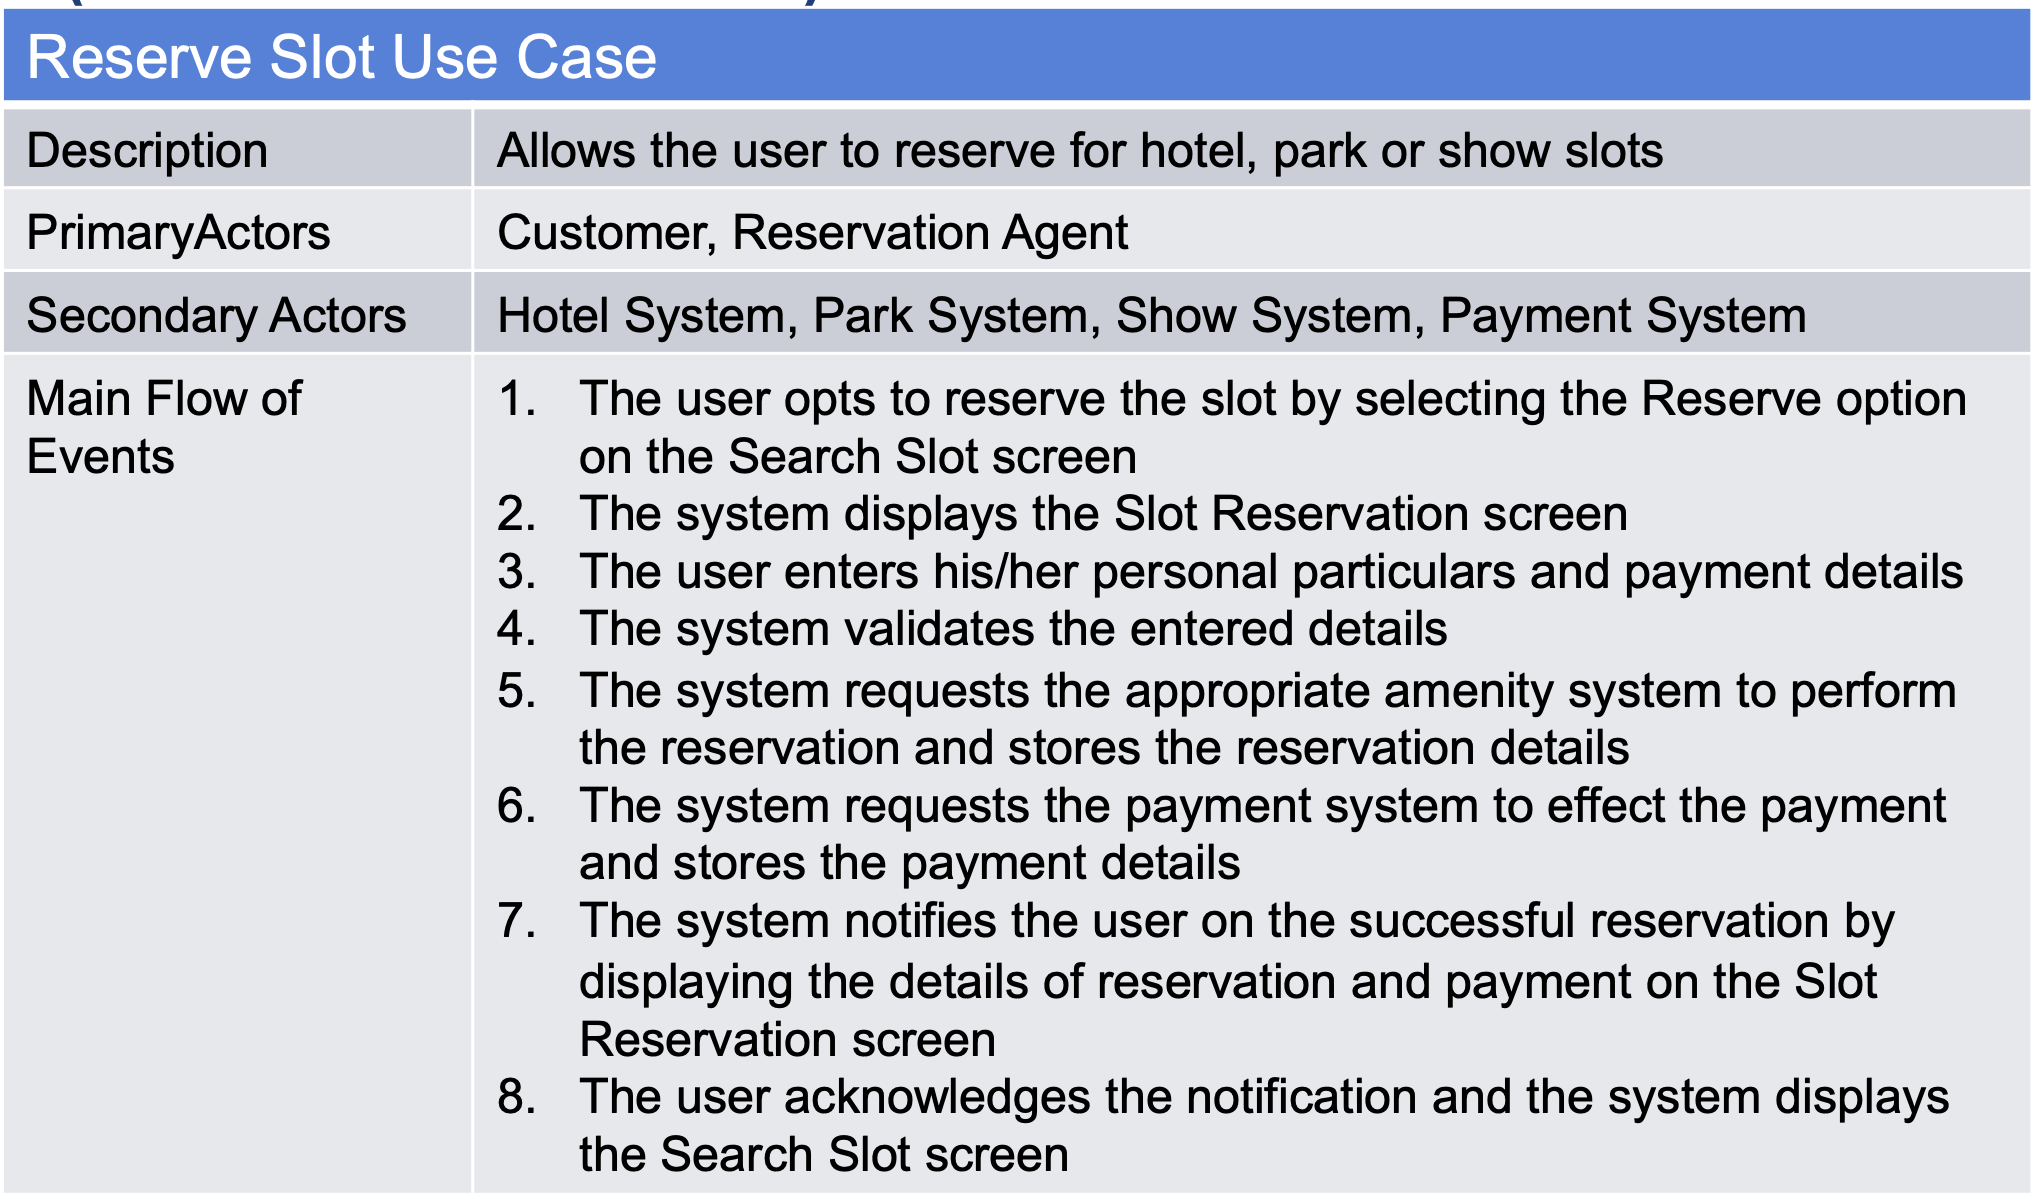 Reserve Slot Use Case
Description
Allows the user to reserve for hotel, park or show slots
PrimaryActors
Customer, Reservation Agent
Secondary Actors
Hotel System, Park System, Show System, Payment System
Main Flow of
Events
1. The user opts to reserve the slot by selecting the Reserve option
on the Search Slot screen
2. The system displays the Slot Reservation screen
3. The user enters his/her personal particulars and payment details
4. The system validates the entered details
5. The system requests the appropriate amenity system to perform
the reservation and stores the reservation details
6. The system requests the payment system to effect the payment
and stores the payment details
7. The system notifies the user on the successful reservation by
displaying the details of reservation and payment on the Slot
Reservation screen
8. The user acknowledges the notification and the system displays
the Search Slot screen